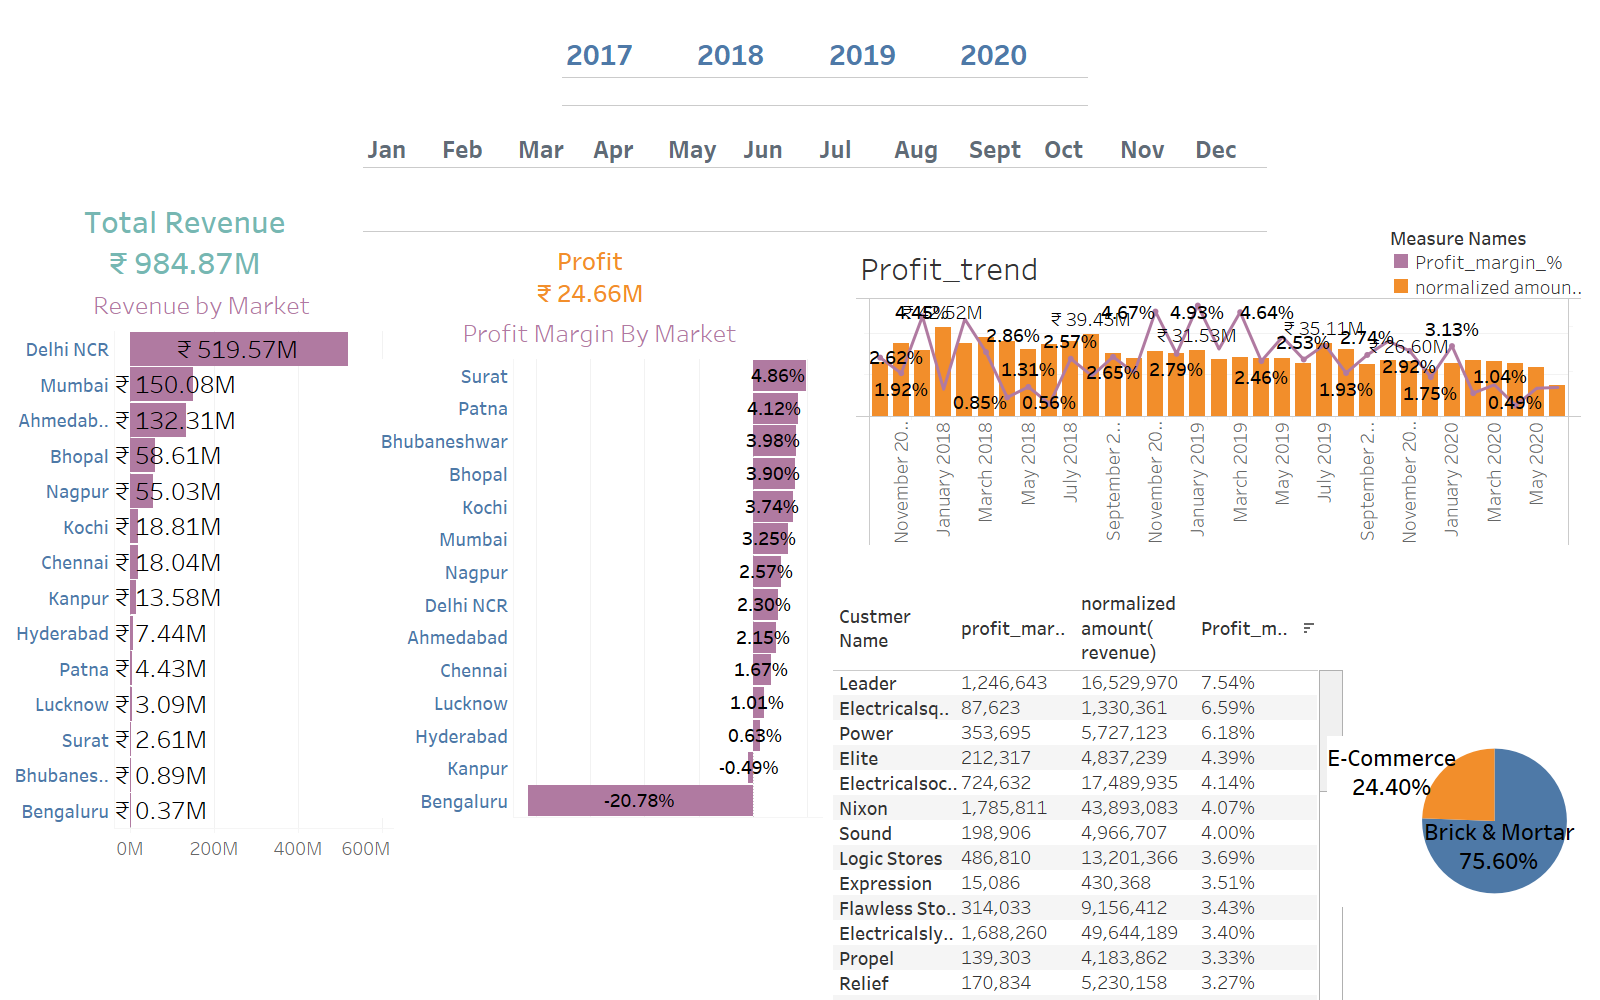 2017 2018 2019 2020
Jan Feb Mar Apr May Jun Jul Aug Sept Oct Nov Dec
Total Revenue
₹ 984.87M
Revenue by Market
Delhi NCR ₹ 519.57M
Mumbai ₹ 150.08M
Ahmedab.. ₹ 132.31M
Bhopal ₹ 58.61M
Nagpur ₹ 55.03M
Kochi ₹ 18.81M
Chennai ₹ 18.04M
Kanpur ₹ 13.58M
Hyderabad ₹ 7.44M
Patna ₹ 4.43M
Lucknow ₹ 3.09M
Surat ₹ 2.61M
Bhubanes.. ₹ 0.89M
Bengaluru ₹ 0.37M
0M 200M 400M 600M
Profit
₹ 24.66M
Profit Margin By Market
Surat 4.86%
Patna 4.12%
Bhubaneshwar 3.98%
Bhopal 3.90%
Kochi 3.74%
Mumbai 3.25%
Nagpur 2.57%
Delhi NCR 2.30%
Ahmedabad 2.15%
Chennai 1.67%
Lucknow 1.01%
Hyderabad 0.63%
Kanpur -0.49%
Bengaluru -20.78%
Profit_trend
Measure Names
Profit_margin_%
normalized amoun..
4.45% 4.67% 4.93% 4.64%
₹ 39.45M ₹ 35.11M
2.86% 2.57% ₹ 31.53M 2.53% 2.74% 3.13%
₹ 26.60M
2.62% 1.31% 2.65% 2.79% 2.46% 2.92% 1.04%
1.92% 0.85% 0.56% 1.93% 1.75% 0.49%
November 20.. January 2018 March 2018 May 2018 July 2018 September 2.. November 20.. January 2019 March 2019 May 2019 July 2019 September 2.. November 20.. January 2020 March 2020 May 2020
Custmer Name profit_mar.. normalized amount( revenue) Profit_m..
Leader 1,246,643 16,529,970 7.54%
Electricalsq.. 87,623 1,330,361 6.59%
Power 353,695 5,727,123 6.18%
Elite 212,317 4,837,239 4.39%
Electricalsoc.. 724,632 17,489,935 4.14%
Nixon 1,785,811 43,893,083 4.07%
Sound 198,906 4,966,707 4.00%
Logic Stores 486,810 13,201,366 3.69%
Expression 15,086 430,368 3.51%
Flawless Sto.. 314,033 9,156,412 3.43%
Electricalsly.. 1,688,260 49,644,189 3.40%
Propel 139,303 4,183,862 3.33%
Relief 170,834 5,230,158 3.27%
E-Commerce
24.40%
Brick & Mortar
75.60%